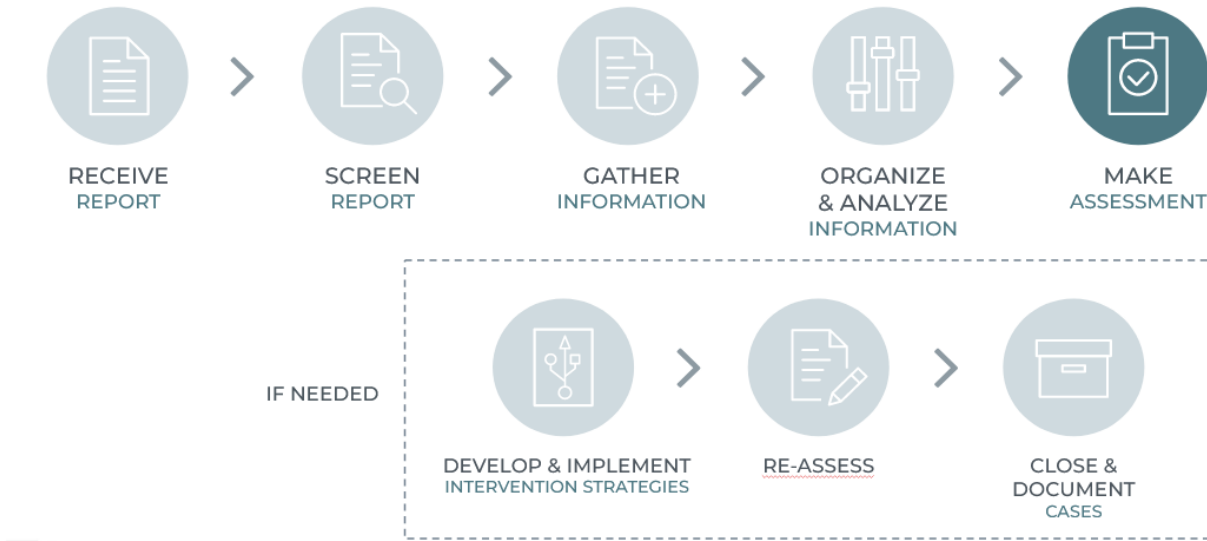 RECEIVE
REPORT
SCREEN
REPORT
GATHER
INFORMATION
ORGANIZE
& ANALYZE
INFORMATION
MAKE
ASSESSMENT
IF NEEDED
DEVELOP & IMPLEMENT
INTERVENTION STRATEGIES
RE-ASSESS
CLOSE &
DOCUMENT
CASES